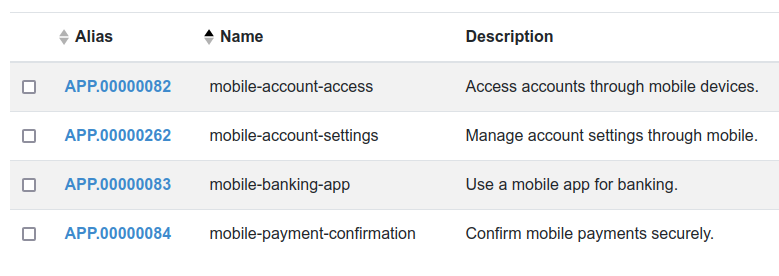 Alias Name Description
APP.00000082 mobile-account-access Access accounts through mobile devices.
APP.00000262 mobile-account-settings Manage account settings through mobile.
APP.00000083 mobile-banking-app Use a mobile app for banking.
APP.00000084 mobile-payment-confirmation Confirm mobile payments securely.